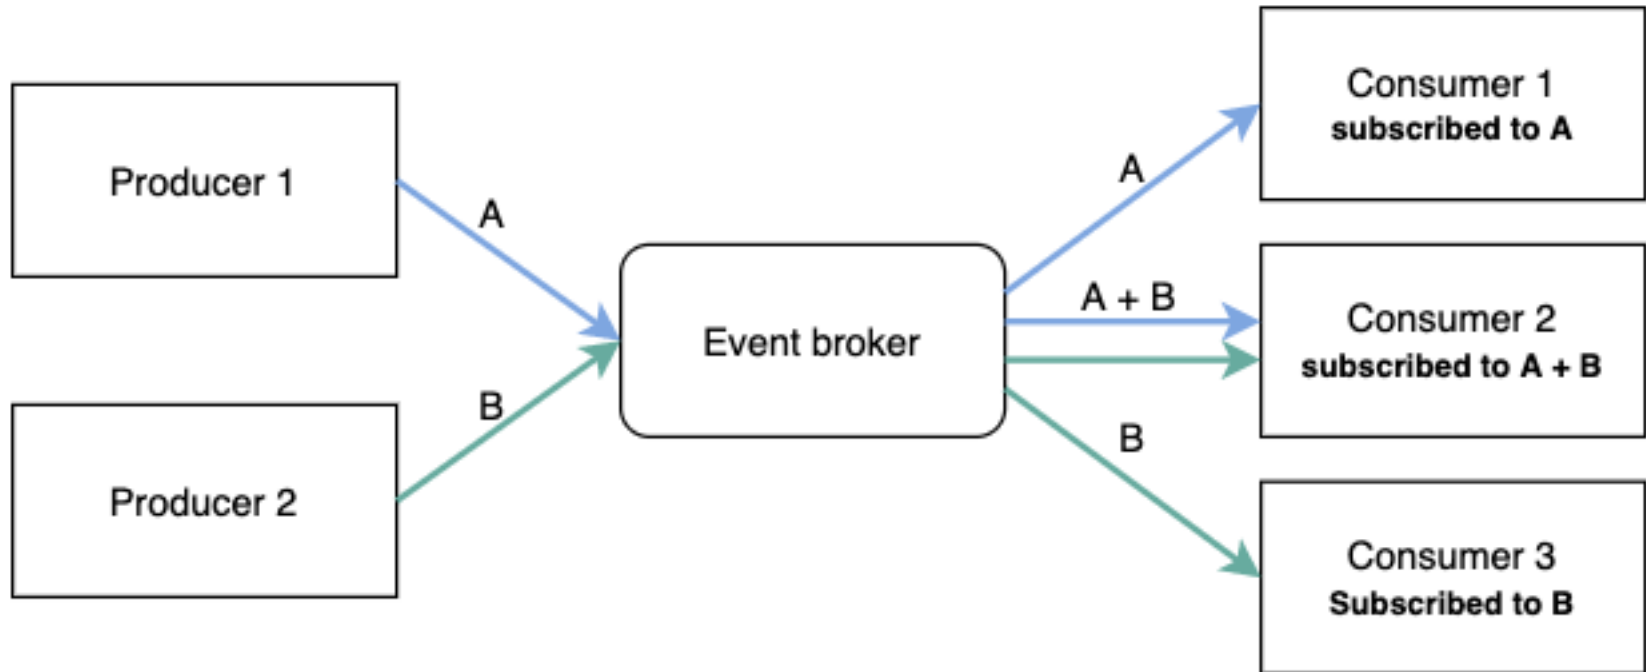 Producer 1
A
Producer 2
B
Event broker
A
A + B
B
Consumer 1
subscribed to A
Consumer 2
subscribed to A + B
Consumer 3
Subscribed to B